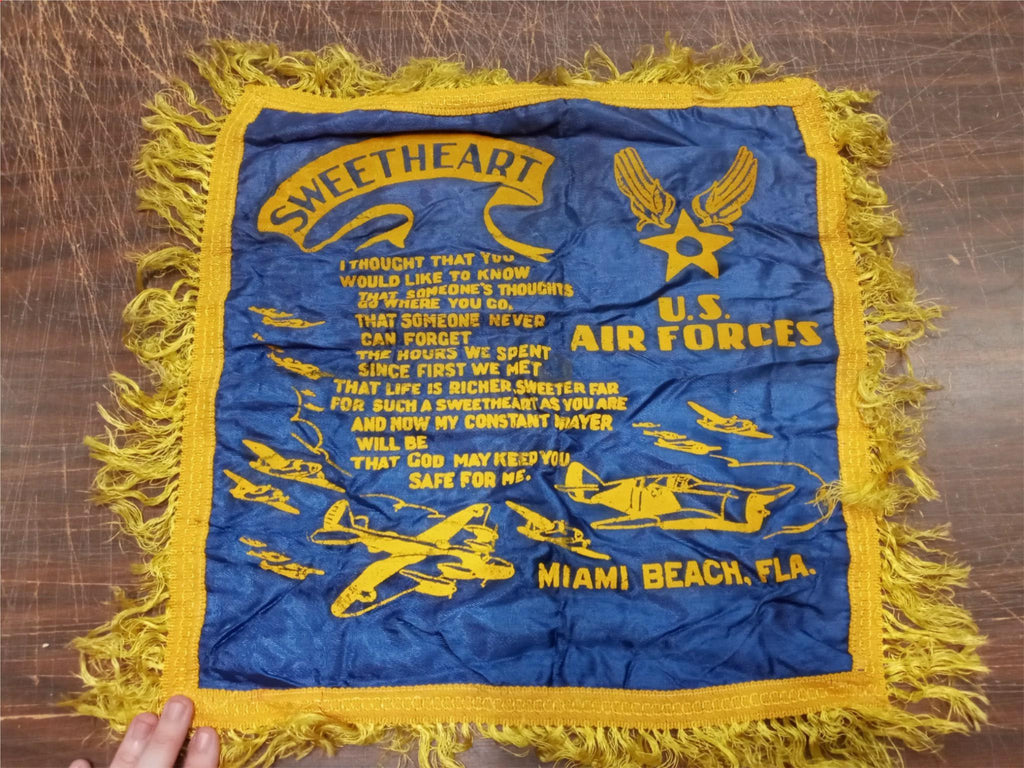 SWEETHEART
I THOUGHT THAT YOU
WOULD LIKE TO KNOW
THAT SOMEONE'S THOUGHTS
GO WHERE YOU GO.
THAT SOMEONE NEVER
CAN FORGET
THE HOURS WE SPENT
SINCE FIRST WE MET
THAT LIFE IS RICHER, SWEETER FAR
FOR SUCH A SWEETHEART AS YOU ARE
AND NOW MY CONSTANT PRAYER
WILL BE
THAT GOD MAY KEEP YOU
SAFE FOR ME.
U.S.
AIR FORCES
MIAMI BEACH, FLA.